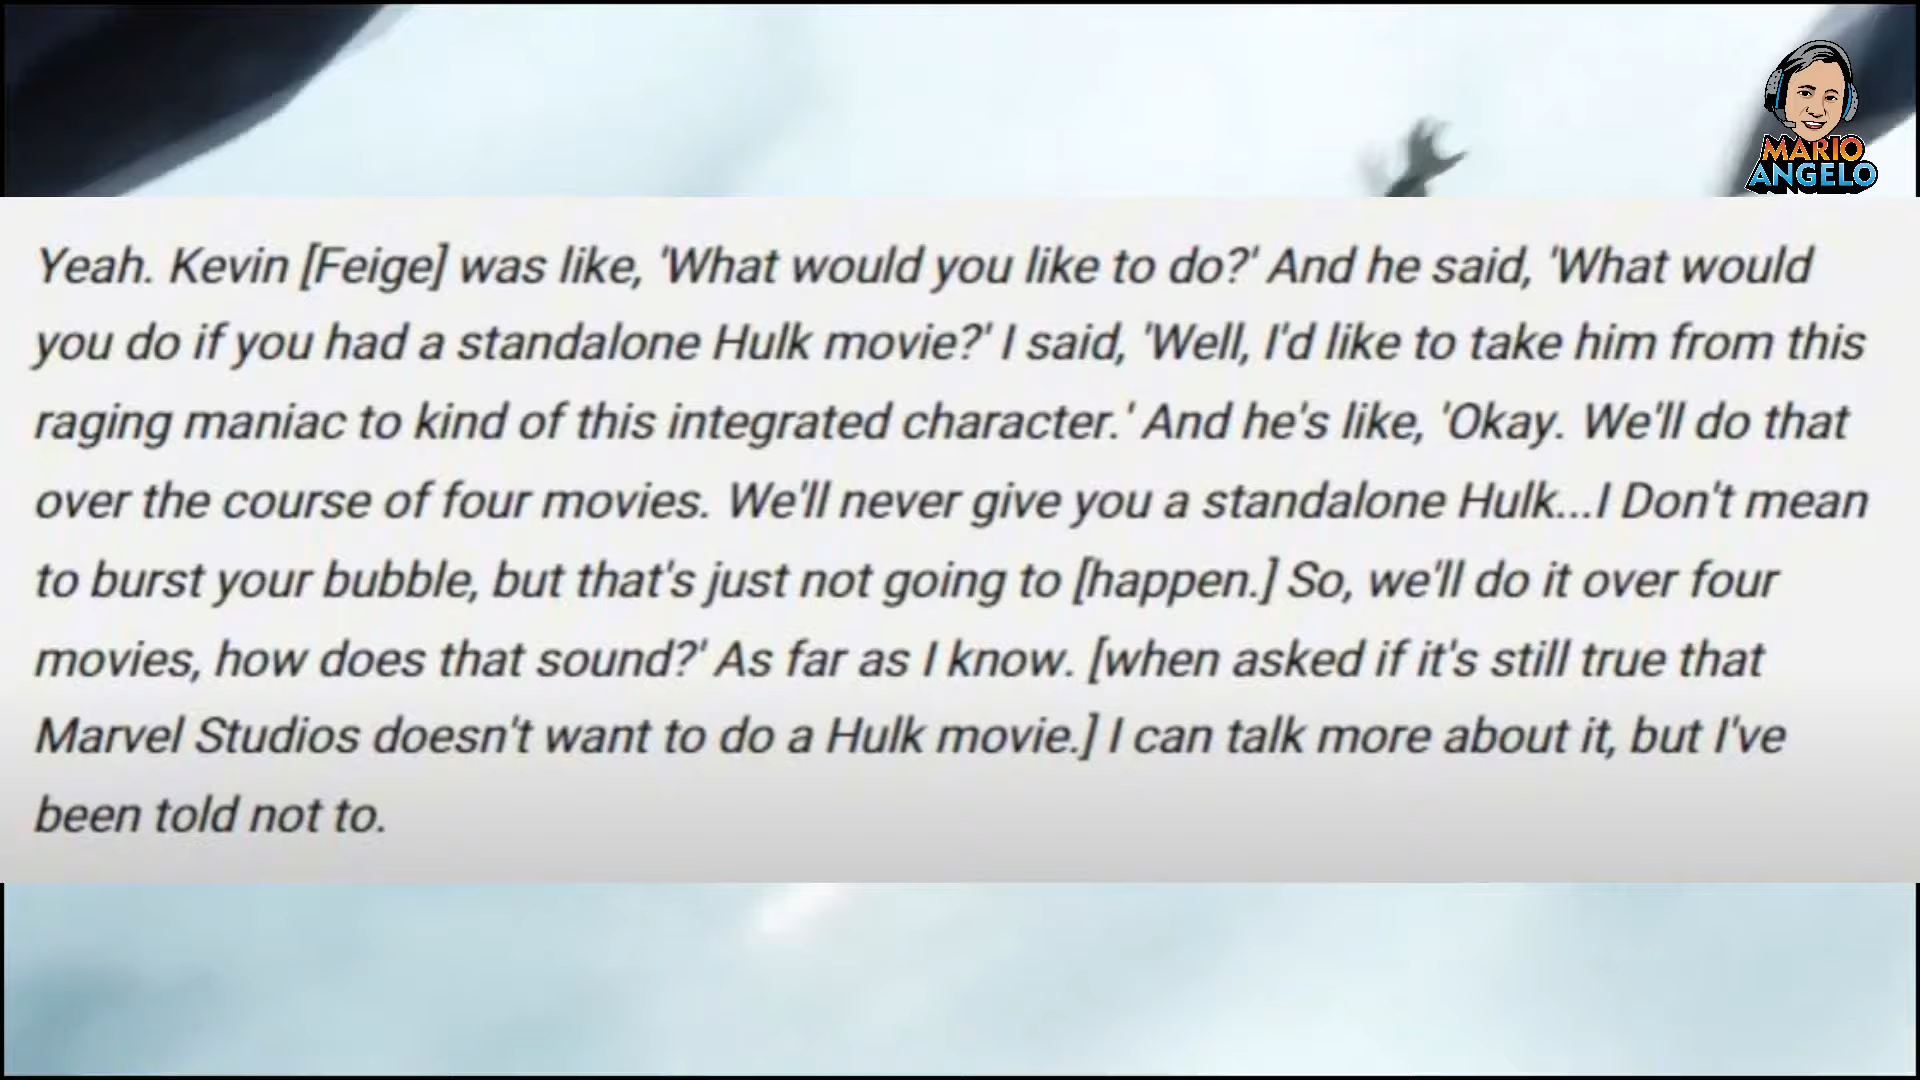 MARIO
ANGELO
Yeah. Kevin [Feige] was like, 'What would you like to do?' And he said, 'What would
you do if you had a standalone Hulk movie?' I said, 'Well, I'd like to take him from this
raging maniac to kind of this integrated character.' And he's like, 'Okay. We'll do that
over the course of four movies. We'll never give you a standalone Hulk...I Don't mean
to burst your bubble, but that's just not going to [happen.] So, we'll do it over four
movies, how does that sound?' As far as I know. [when asked if it's still true that
Marvel Studios doesn't want to do a Hulk movie.] I can talk more about it, but I've
been told not to.